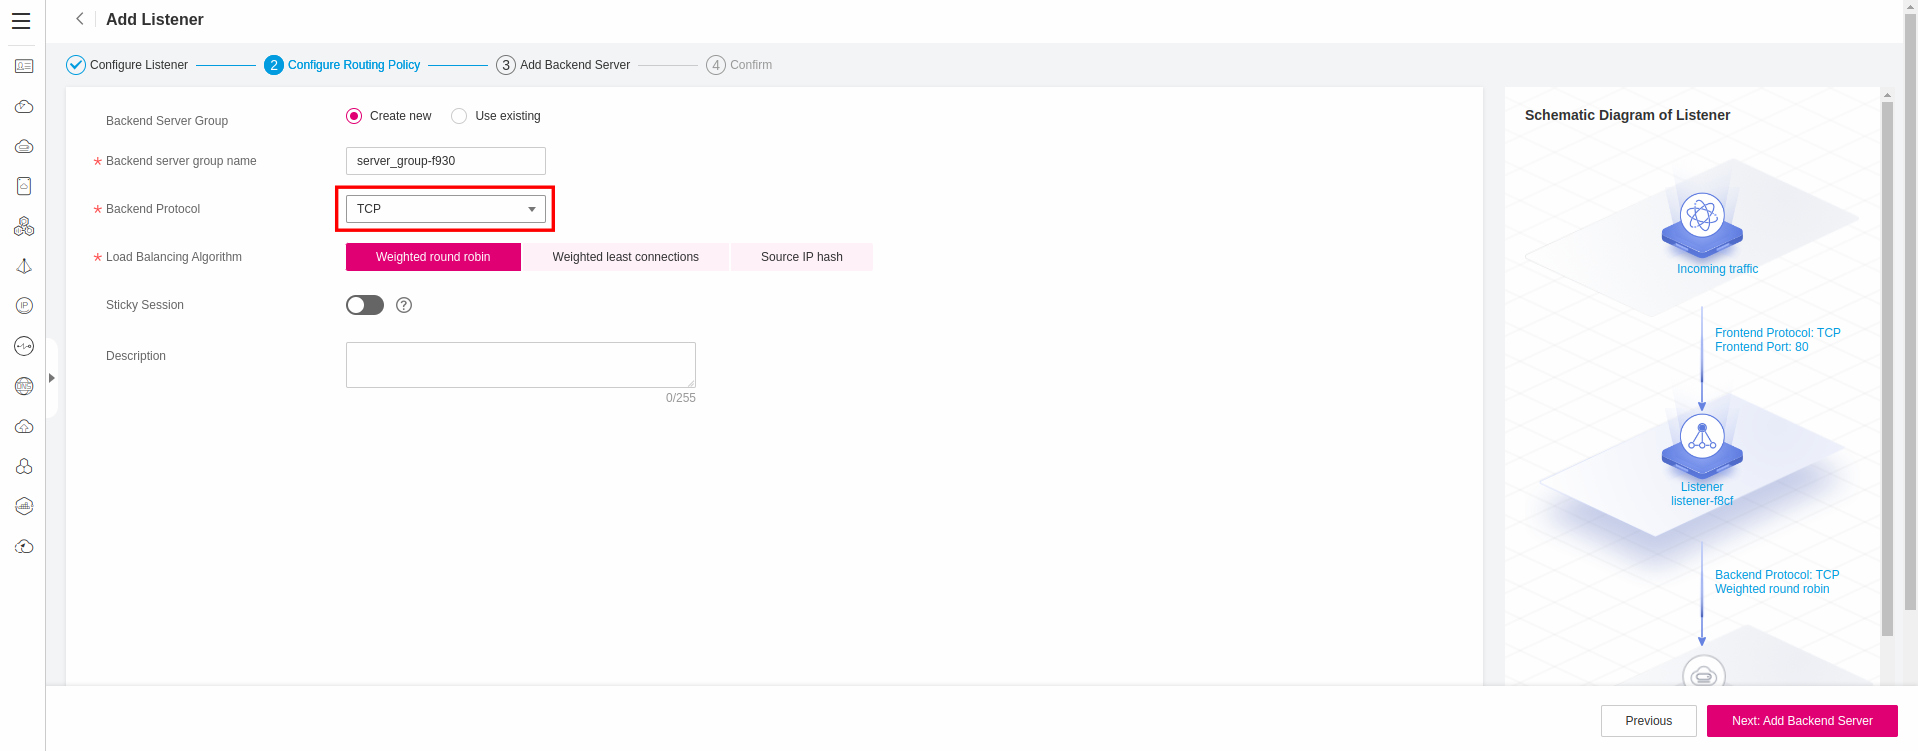 Add Listener
Configure Listener
2 Configure Routing Policy
3 Add Backend Server
4 Confirm
Backend Server Group
Create new
Use existing
* Backend server group name
server_group-f930
* Backend Protocol
TCP
* Load Balancing Algorithm
Weighted round robin
Weighted least connections
Source IP hash
Sticky Session
?
Description
0/255
IP
DNS
Schematic Diagram of Listener
Incoming traffic
Frontend Protocol: TCP
Frontend Port: 80
Listener
listener-f8cf
Backend Protocol: TCP
Weighted round robin
Previous
Next: Add Backend Server